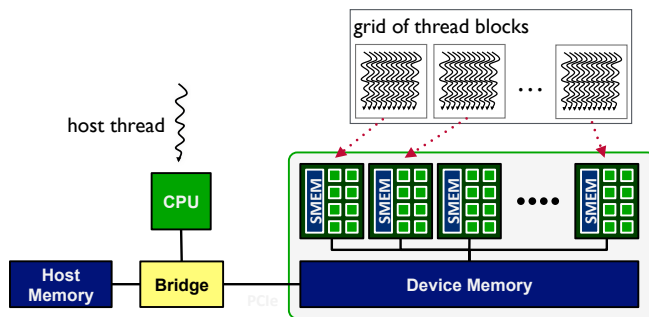 grid of thread blocks
...
host thread
CPU
SMEM
SMEM
SMEM
SMEM
Host
Memory
Bridge
PCIe
Device Memory